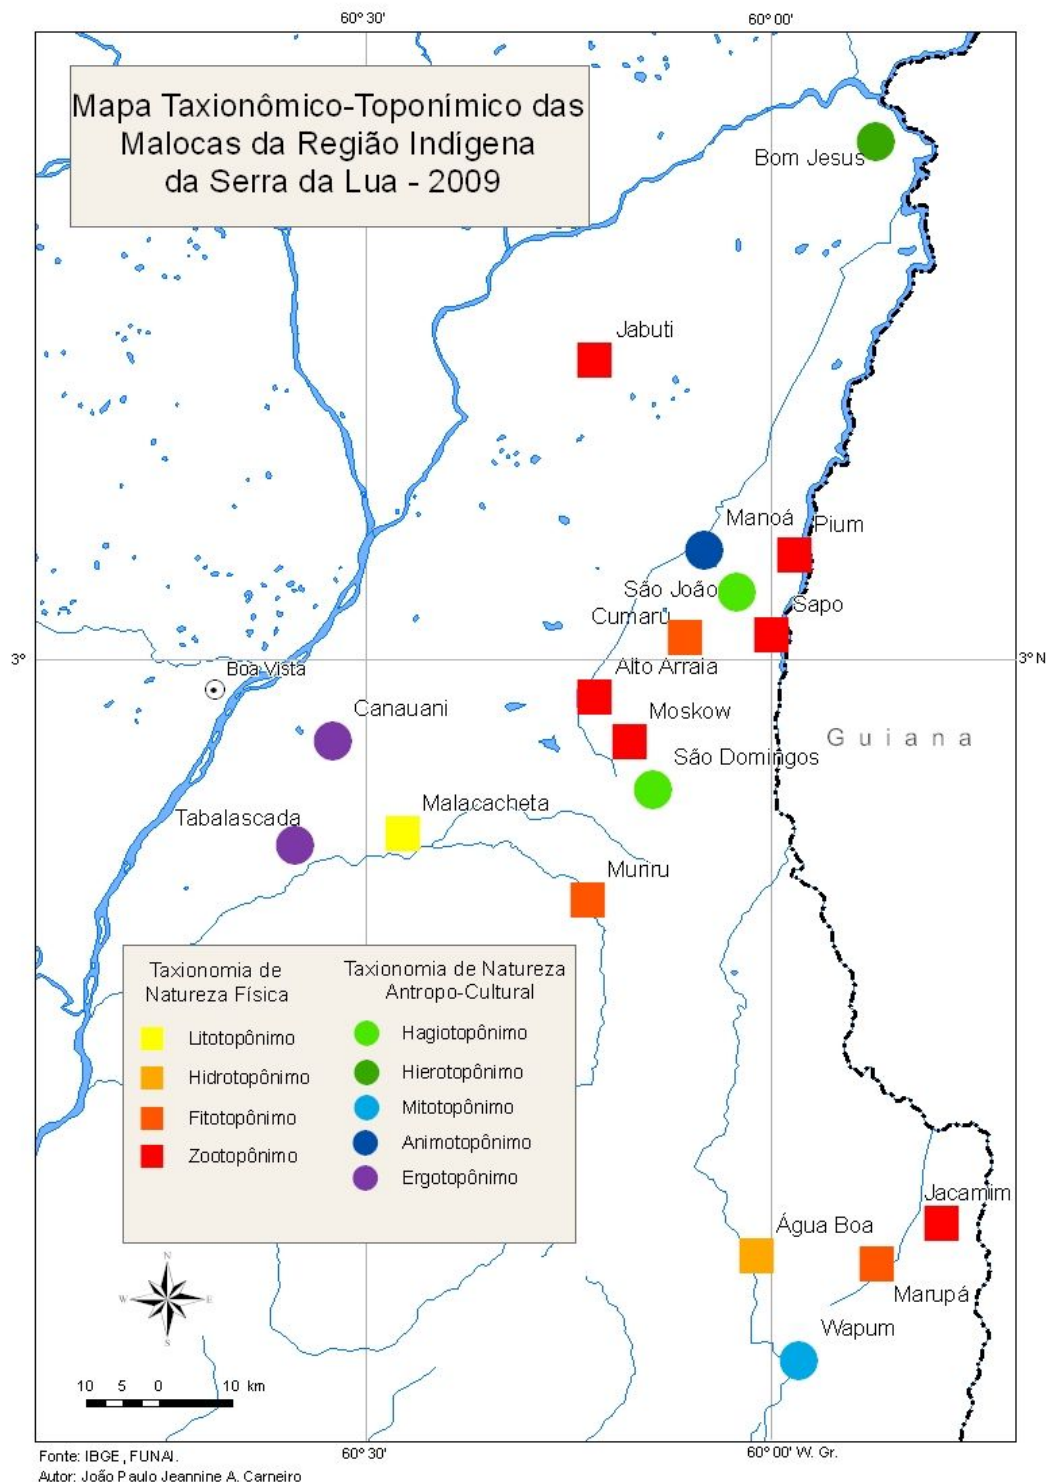 60° 30'
60° 00'
Mapa Taxionômico-Toponímico das
Malocas da Região Indígena
da Serra da Lua - 2009
Bom Jesus
Jabuti
Manoá
Pium
São João
Sapo
Cumarú
3°
3° N
Alto Arraia
Boa Vista
Canauani
Moskow
Guiana
São Domingos
Malacacheta
Tabalascada
Muriru
Taxionomia de
Natureza Física
Litotopônimo
Hidrotopônimo
Fitotopônimo
Zootopônimo
Taxionomia de Natureza
Antropo-Cultural
Hagiotopônimo
Hierotopônimo
Mitotopônimo
Animotopônimo
Ergotopônimo
Jacamim
Água Boa
Marupá
Wapum
N
W
E
S
10 5 0 10 km
60° 30'
60° 00' W. Gr.
Fonte: IBGE, FUNAI.
Autor: João Paulo Jeannine A. Carneiro